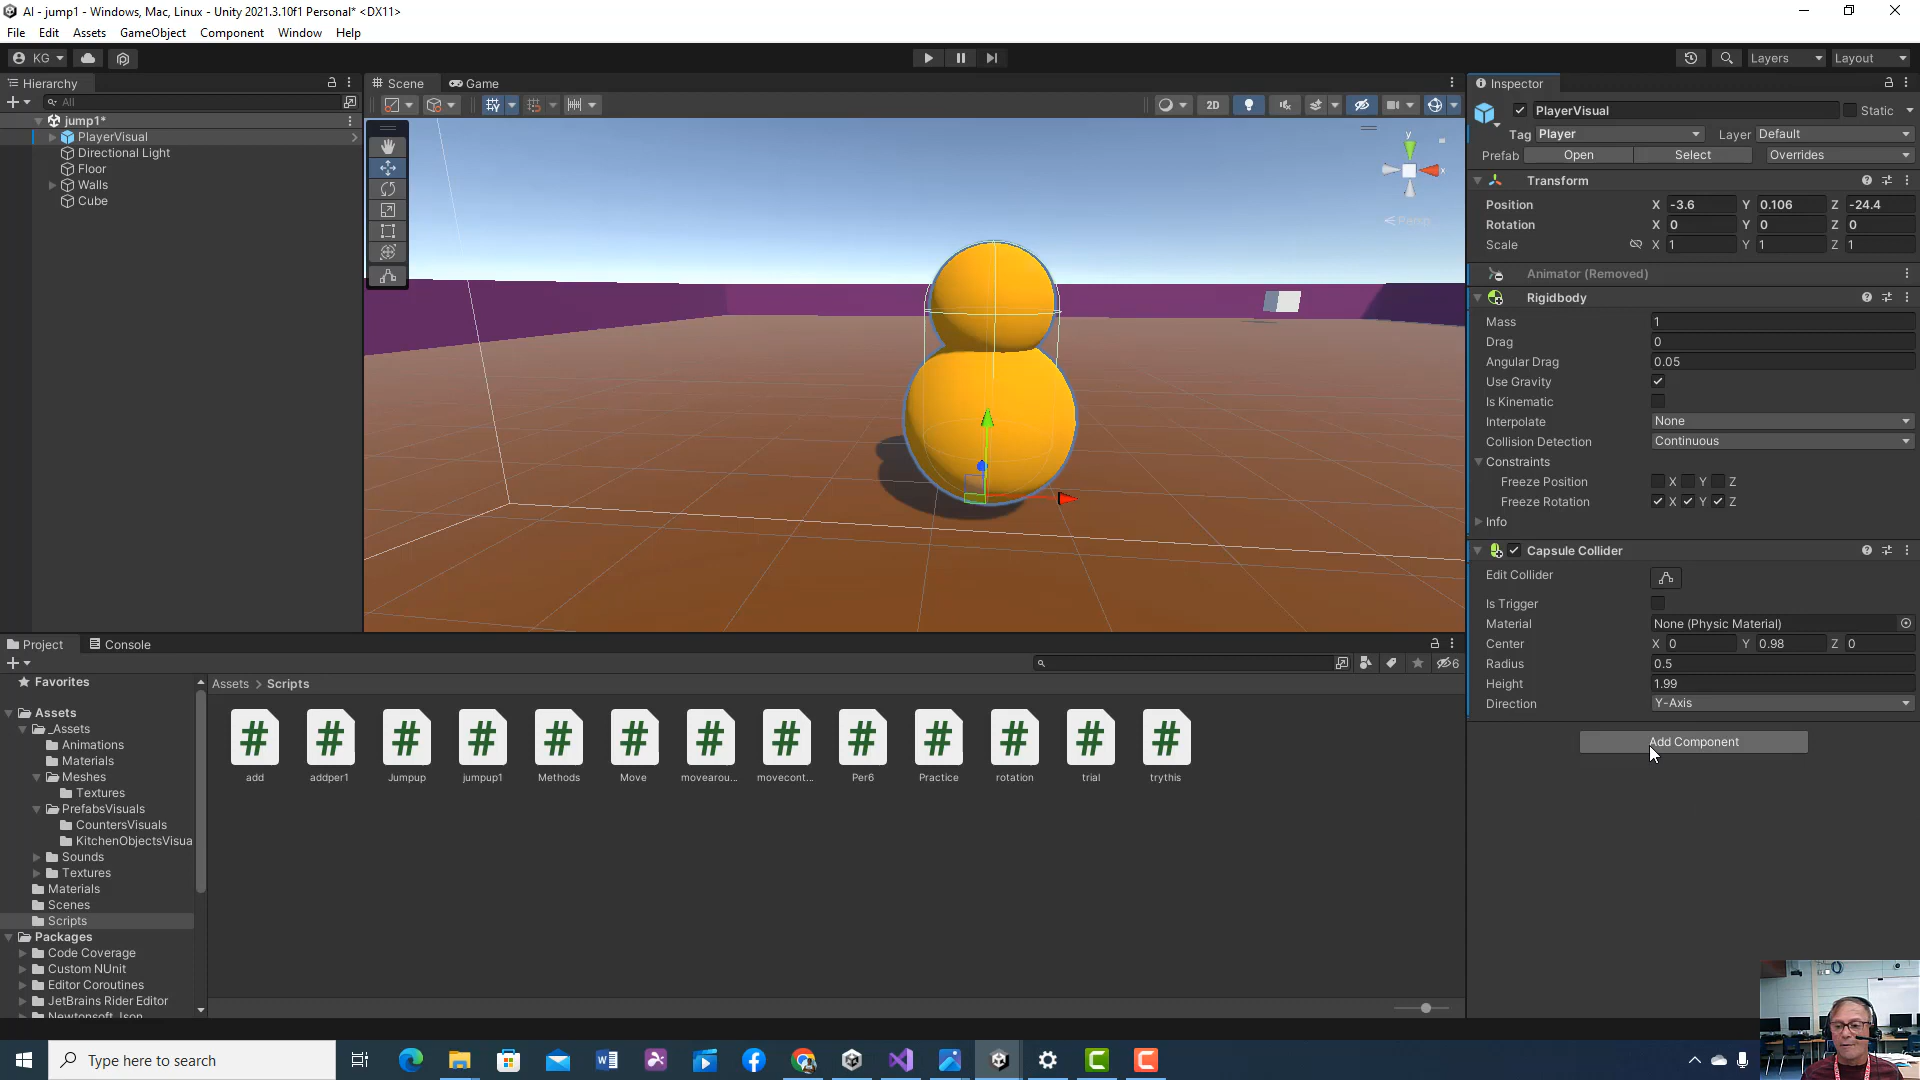 AI - jump1 - Windows, Mac, Linux - Unity 2021.3.10f1 Personal* <DX11>
File Edit Assets GameObject Component Window Help
KG
Layers
Layout
Hierarchy
All
jump1*
PlayerVisual
Directional Light
Floor
Walls
Cube
Scene
Game
2D
y
x
Persp
Inspector
PlayerVisual
Static
Tag Player Layer Default
Prefab Open Select Overrides
Transform
Position X -3.6 Y 0.106 Z -24.4
Rotation X 0 Y 0 Z 0
Scale X 1 Y 1 Z 1
Animator (Removed)
Rigidbody
Mass 1
Drag 0
Angular Drag 0.05
Use Gravity
Is Kinematic
Interpolate None
Collision Detection Continuous
Constraints
Freeze Position X Y Z
Freeze Rotation X Y Z
Info
Capsule Collider
Edit Collider
Is Trigger
Material None (Physic Material)
Center X 0 Y 0.98 Z 0
Radius 0.5
Height 1.99
Direction Y-Axis
Add Component
Project
Console
6
Favorites
Assets
_Assets
Animations
Materials
Meshes
Textures
PrefabsVisuals
CountersVisuals
KitchenObjectsVisua
Sounds
Textures
Materials
Scenes
Scripts
Packages
Code Coverage
Custom NUnit
Editor Coroutines
JetBrains Rider Editor
Newtonsoft Json
Assets > Scripts
add
addper1
Jumpup
jumpup1
Methods
Move
movearou...
movecont...
Per6
Practice
rotation
trial
trythis
Type here to search